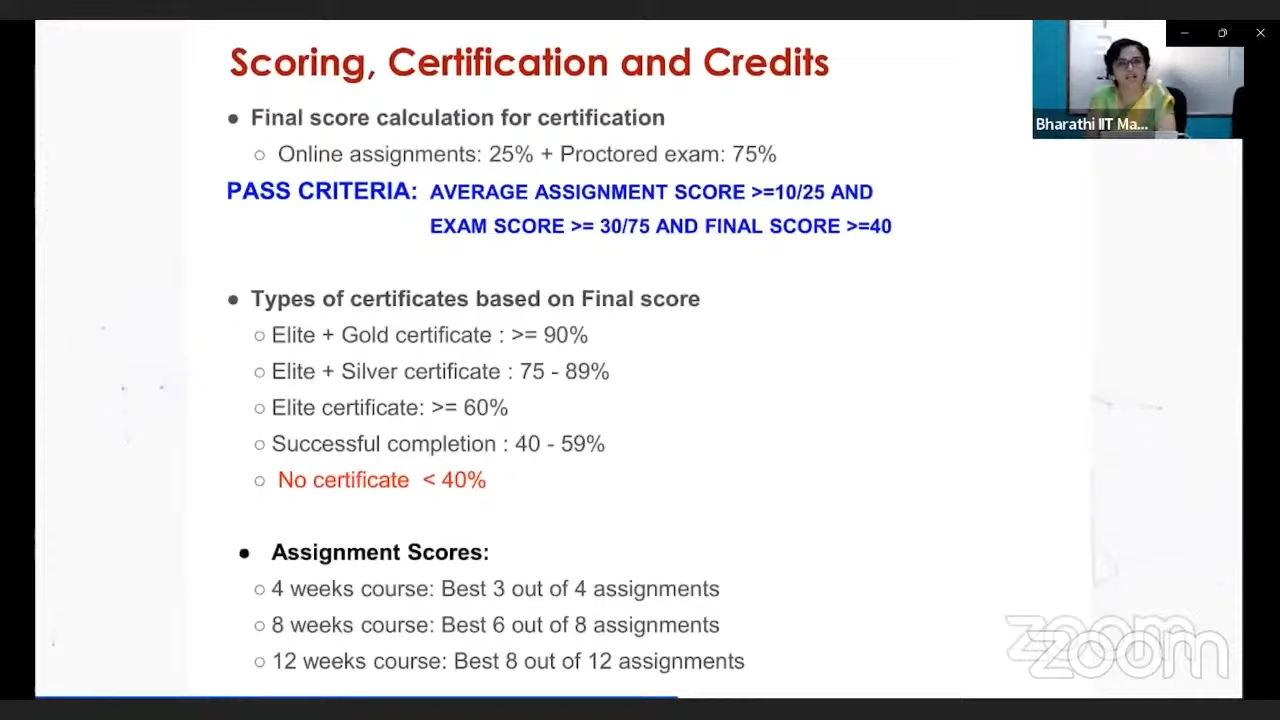 Scoring, Certification and Credits
● Final score calculation for certification
○ Online assignments: 25% + Proctored exam: 75%
PASS CRITERIA: AVERAGE ASSIGNMENT SCORE >=10/25 AND
EXAM SCORE >= 30/75 AND FINAL SCORE >=40
● Types of certificates based on Final score
○ Elite + Gold certificate : >= 90%
○ Elite + Silver certificate : 75 - 89%
○ Elite certificate: >= 60%
○ Successful completion : 40 - 59%
○ No certificate < 40%
● Assignment Scores:
○ 4 weeks course: Best 3 out of 4 assignments
○ 8 weeks course: Best 6 out of 8 assignments
○ 12 weeks course: Best 8 out of 12 assignments
Bharathi IIT Ma...
zoom
zoom